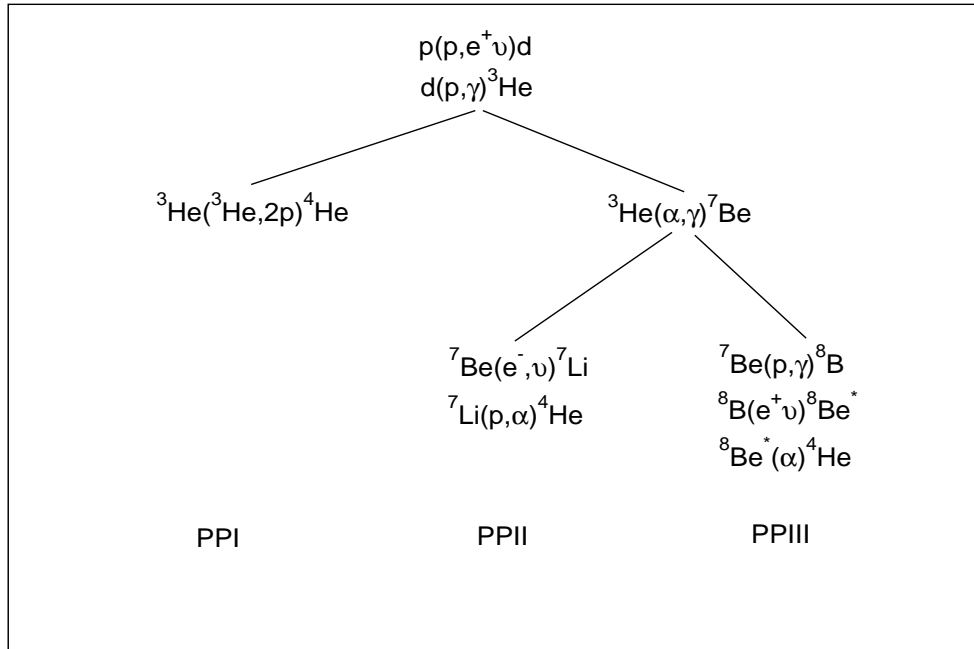 p(p,e⁺υ)d
d(p,γ)³He
³He(³He,2p)⁴He
³He(α,γ)⁷Be
⁷Be(e⁻,υ)⁷Li
⁷Li(p,α)⁴He
⁷Be(p,γ)⁸B
⁸B(e⁺υ)⁸Be*
⁸Be*(α)⁴He
PPI
PPII
PPIII